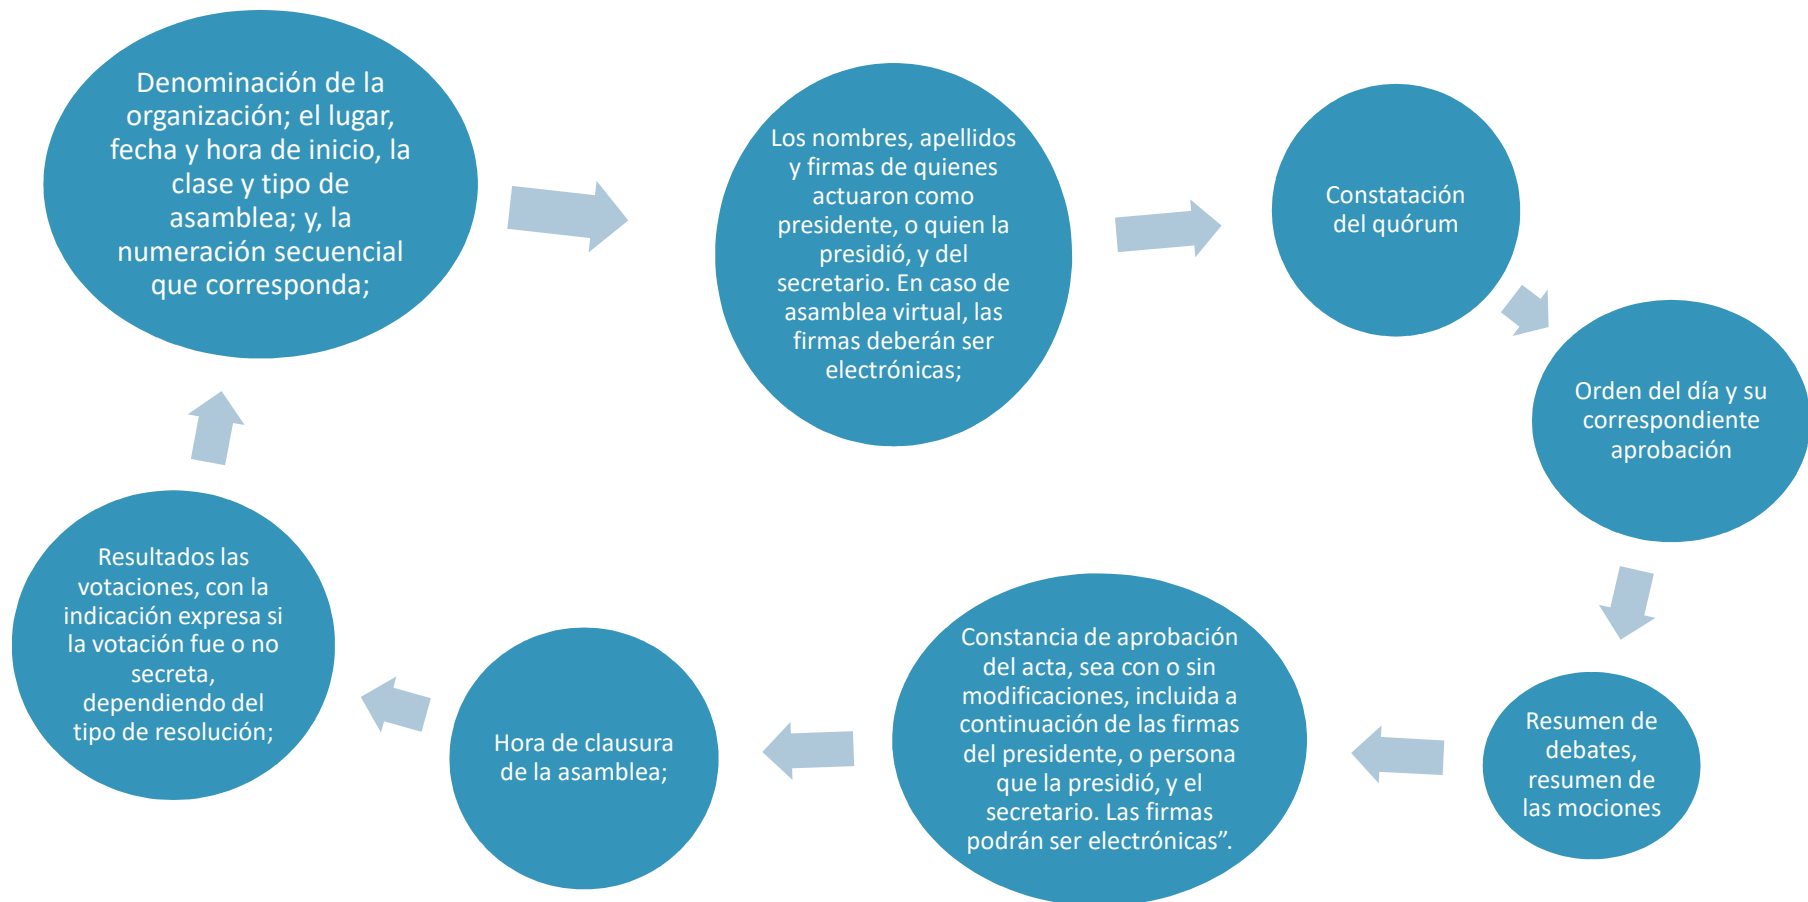 Denominación de la
organización; el lugar,
fecha y hora de inicio, la
clase y tipo de
asamblea; y, la
numeración secuencial
que corresponda;
Los nombres, apellidos
y firmas de quienes
actuaron como
presidente, o quien la
presidió, y del
secretario. En caso de
asamblea virtual, las
firmas deberán ser
electrónicas;
Constatación
del quórum
Orden del día y su
correspondiente
aprobación
Resumen de
debates,
resumen de
las mociones
Constancia de aprobación
del acta, sea con o sin
modificaciones, incluida a
continuación de las firmas
del presidente, o persona
que la presidió, y el
secretario. Las firmas
podrán ser electrónicas”.
Hora de clausura
de la asamblea;
Resultados las
votaciones, con la
indicación expresa si
la votación fue o no
secreta,
dependiendo del
tipo de resolución;